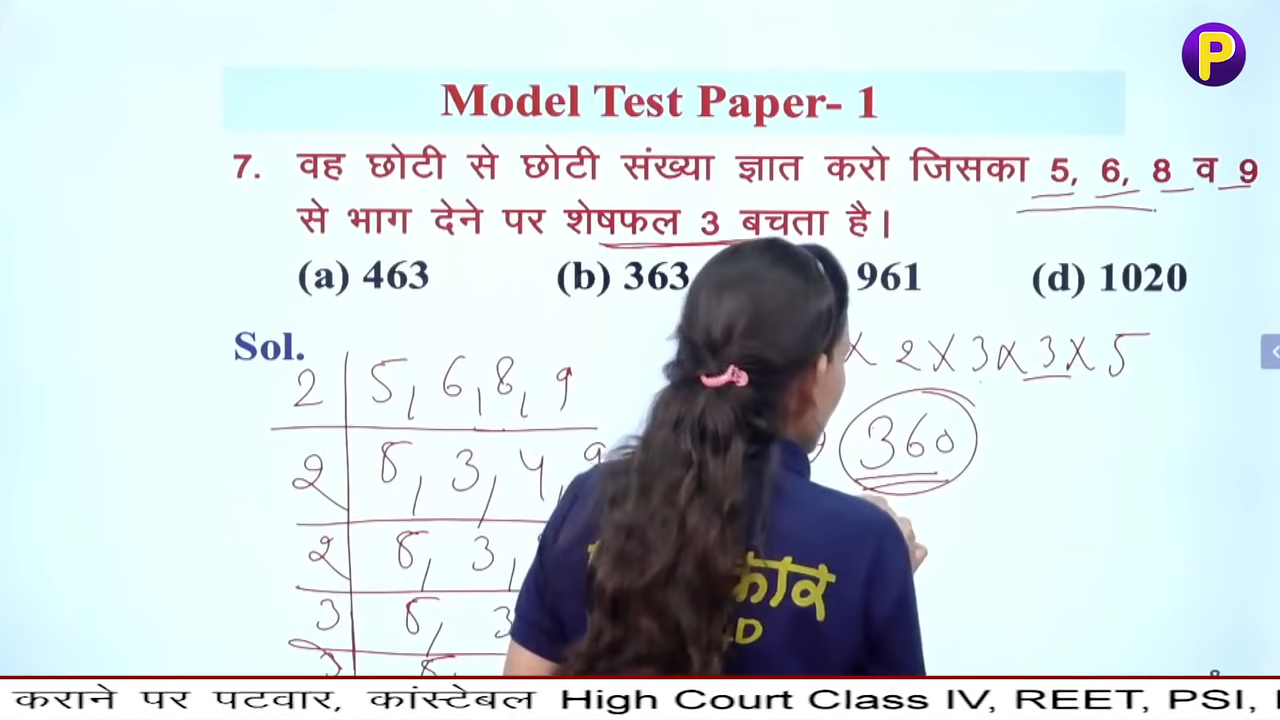 P
Model Test Paper- 1
7. वह छोटी से छोटी संख्या ज्ञात करो जिसका 5, 6, 8 व 9
से भाग देने पर शेषफल 3 बचता है।
(a) 463 (b) 363 961 (d) 1020
Sol.
× 2 × 3 × 3 × 5
2 5, 6, 8, 9
360
2 5, 3, 4, 9
2 5, 3,
3 5, 3
3 5,
कार्क
D
कराने पर पटवार, कांस्टेबल High Court Class IV, REET, PSI,